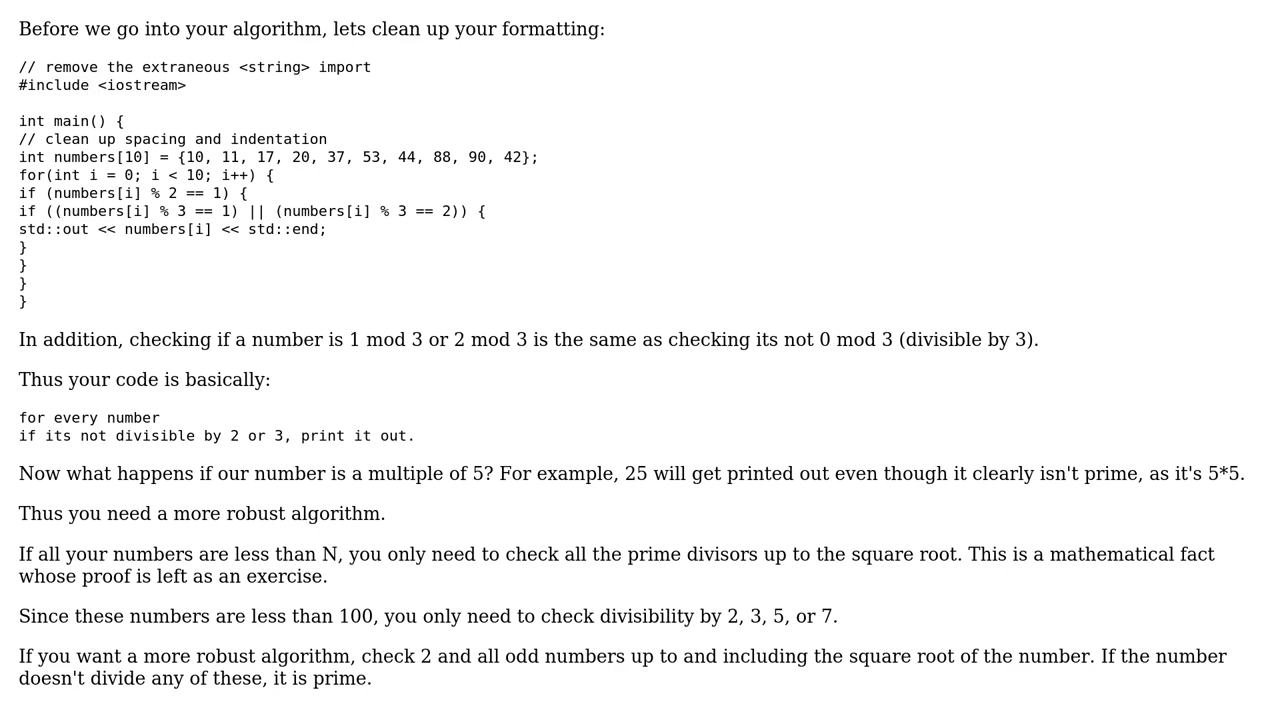 Before we go into your algorithm, lets clean up your formatting:
// remove the extraneous <string> import
#include <iostream>
int main() {
// clean up spacing and indentation
int numbers[10] = {10, 11, 17, 20, 37, 53, 44, 88, 90, 42};
for(int i = 0; i < 10; i++) {
if (numbers[i] % 2 == 1) {
if ((numbers[i] % 3 == 1) || (numbers[i] % 3 == 2)) {
std::out << numbers[i] << std::end;
}
}
}
}
In addition, checking if a number is 1 mod 3 or 2 mod 3 is the same as checking its not 0 mod 3 (divisible by 3).
Thus your code is basically:
for every number
if its not divisible by 2 or 3, print it out.
Now what happens if our number is a multiple of 5? For example, 25 will get printed out even though it clearly isn't prime, as it's 5*5.
Thus you need a more robust algorithm.
If all your numbers are less than N, you only need to check all the prime divisors up to the square root. This is a mathematical fact
whose proof is left as an exercise.
Since these numbers are less than 100, you only need to check divisibility by 2, 3, 5, or 7.
If you want a more robust algorithm, check 2 and all odd numbers up to and including the square root of the number. If the number
doesn't divide any of these, it is prime.